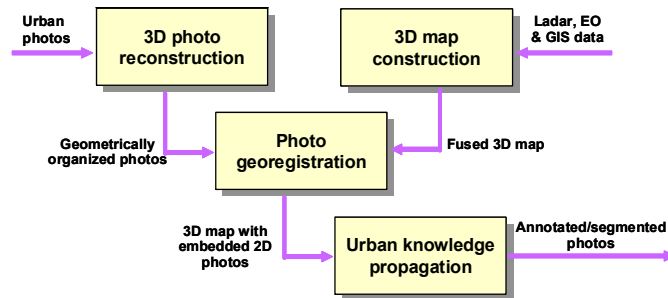 Urban
photos
3D photo
reconstruction
3D map
construction
Ladar, EO
& GIS data
Geometrically
organized photos
Photo
georegistration
Fused 3D map
3D map with
embedded 2D
photos
Urban knowledge
propagation
Annotated/segmented
photos